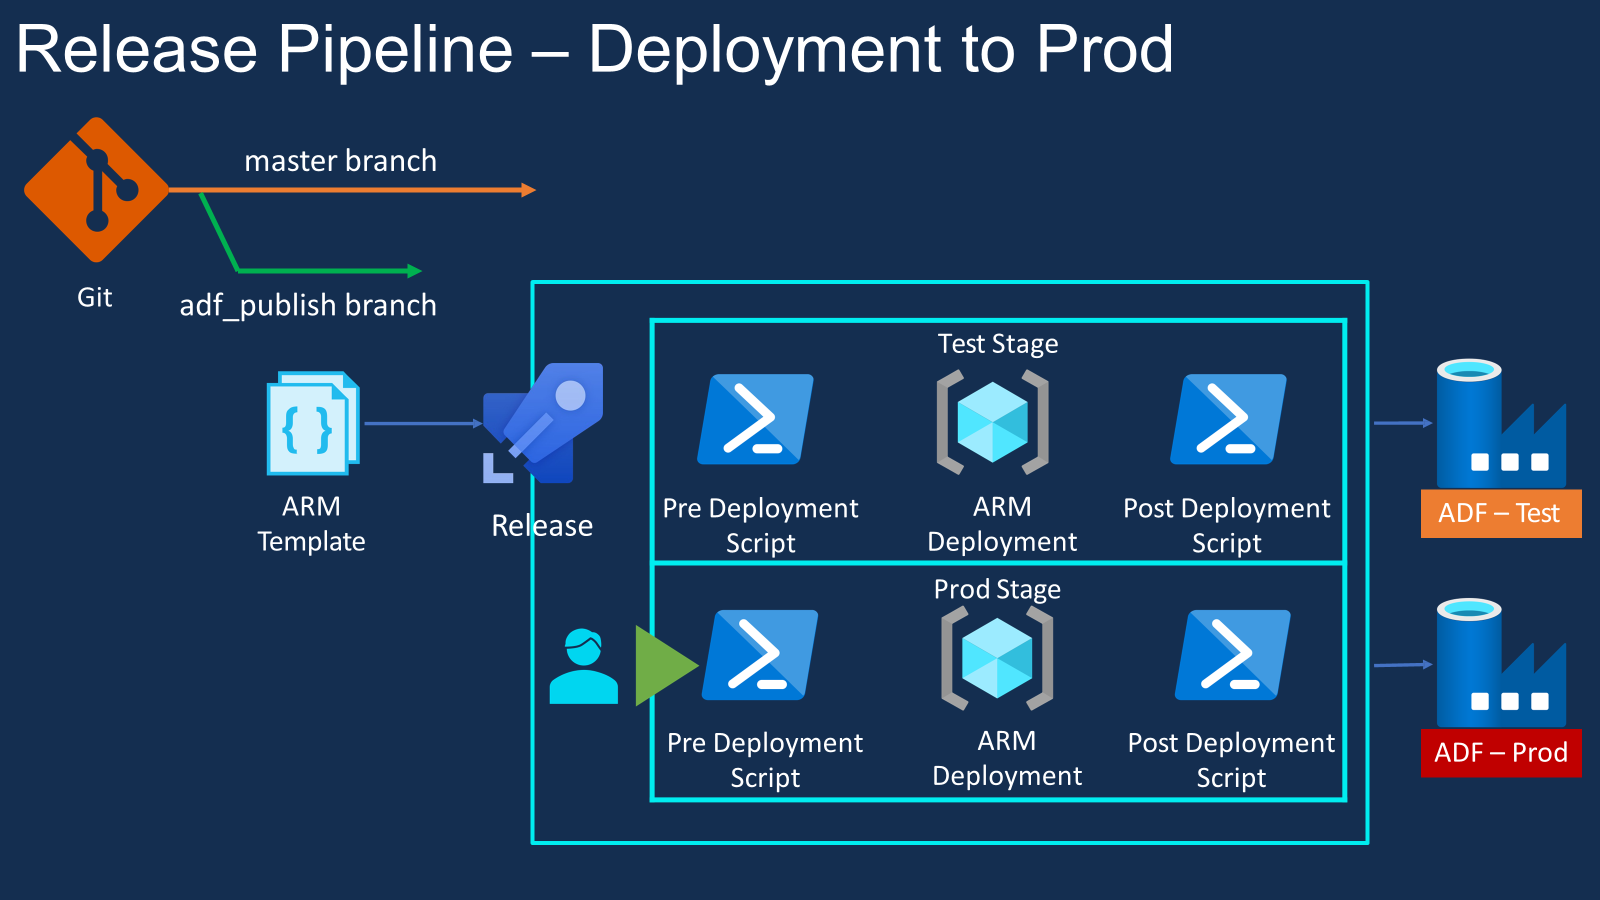 Release Pipeline – Deployment to Prod
master branch
Git
adf_publish branch
{ }
ARM
Template
Release
Test Stage
Pre Deployment
Script
ARM
Deployment
Post Deployment
Script
ADF – Test
Prod Stage
Pre Deployment
Script
ARM
Deployment
Post Deployment
Script
ADF – Prod